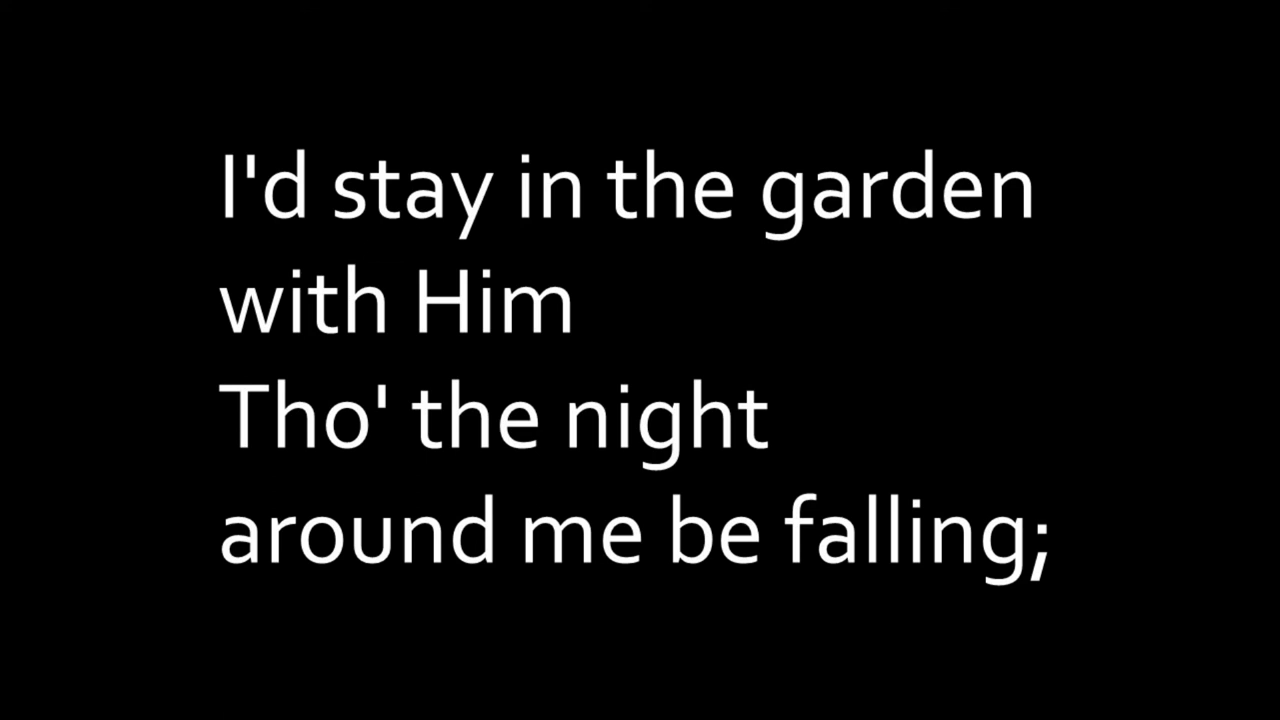 I'd stay in the garden
with Him
Tho' the night
around me be falling;